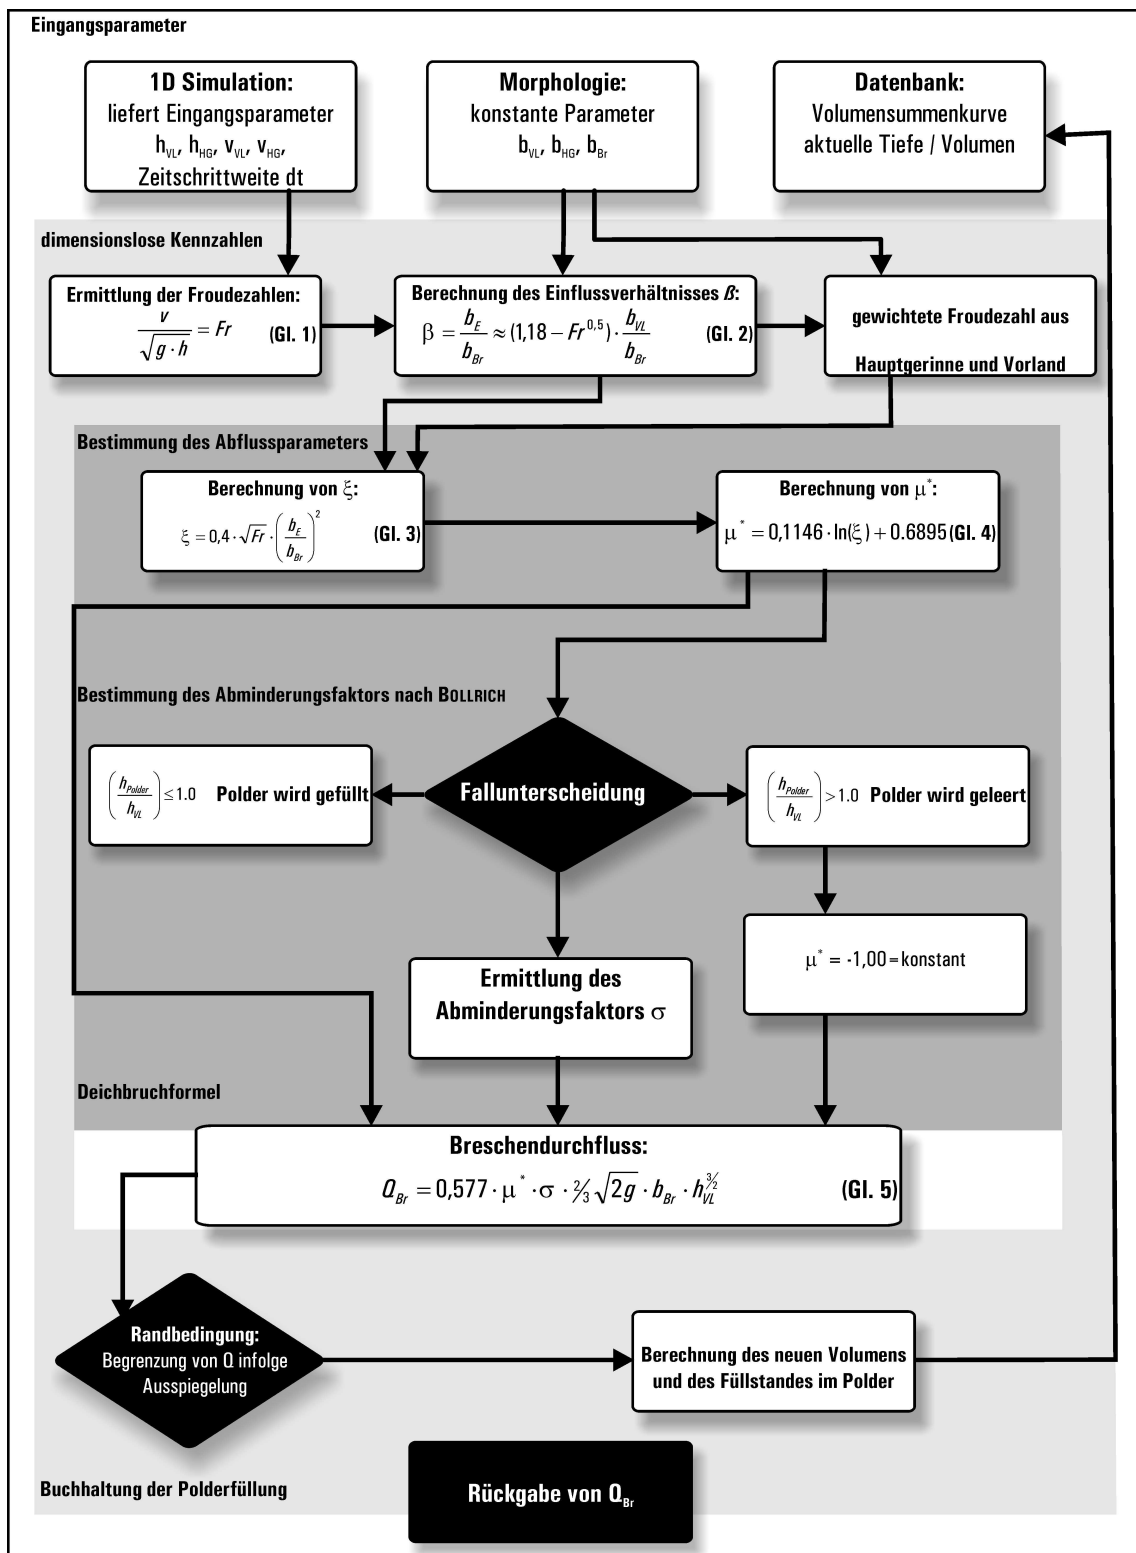 Eingangsparameter
1D Simulation:
liefert Eingangsparameter
h_VL, h_HG, v_VL, v_HG,
Zeitschrittweite dt
Morphologie:
konstante Parameter
b_VL, b_HG, b_Br
Datenbank:
Volumensummenkurve
aktuelle Tiefe / Volumen
dimensionslose Kennzahlen
Ermittlung der Froudezahlen:
v / √(g · h) = Fr (Gl. 1)
Berechnung des Einflussverhältnisses ß:
β = b_E / b_Br ≈ (1,18 − Fr^0,5) · b_VL / b_Br (Gl. 2)
gewichtete Froudezahl aus
Hauptgerinne und Vorland
Bestimmung des Abflussparameters
Berechnung von ξ:
ξ = 0,4 · √Fr · (b_E / b_Br)^2 (Gl. 3)
Berechnung von μ*:
μ* = 0,1146 · ln(ξ) + 0.6895 (Gl. 4)
Bestimmung des Abminderungsfaktors nach BOLLRICH
(h_Polder / h_VL) ≤ 1.0 Polder wird gefüllt
Fallunterscheidung
(h_Polder / h_VL) > 1.0 Polder wird geleert
Ermittlung des
Abminderungsfaktors σ
μ* = -1,00 = konstant
Deichbruchformel
Breschendurchfluss:
Q_Br = 0,577 · μ* · σ · 2/3 √2g · b_Br · h_VL^3/2 (Gl. 5)
Randbedingung:
Begrenzung von Q infolge
Ausspiegelung
Berechnung des neuen Volumens
und des Füllstandes im Polder
Buchhaltung der Polderfüllung
Rückgabe von Q_Br